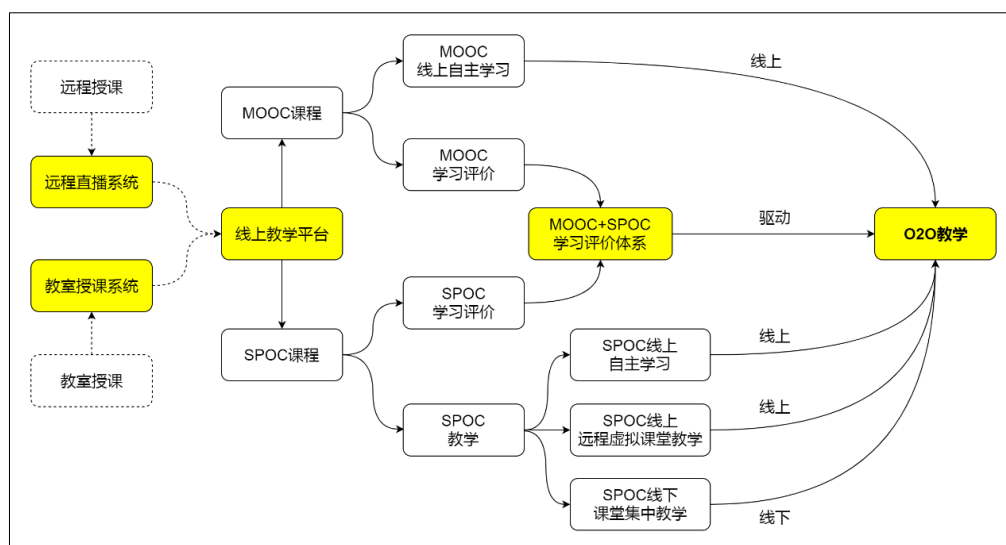 远程授课
远程直播系统
教室授课系统
教室授课
线上教学平台
MOOC课程
SPOC课程
MOOC
线上自主学习
MOOC
学习评价
SPOC
学习评价
SPOC
教学
MOOC+SPOC
学习评价体系
SPOC线上
自主学习
SPOC线上
远程虚拟课堂教学
SPOC线下
课堂集中教学
线上
驱动
线上
线上
线下
O2O教学